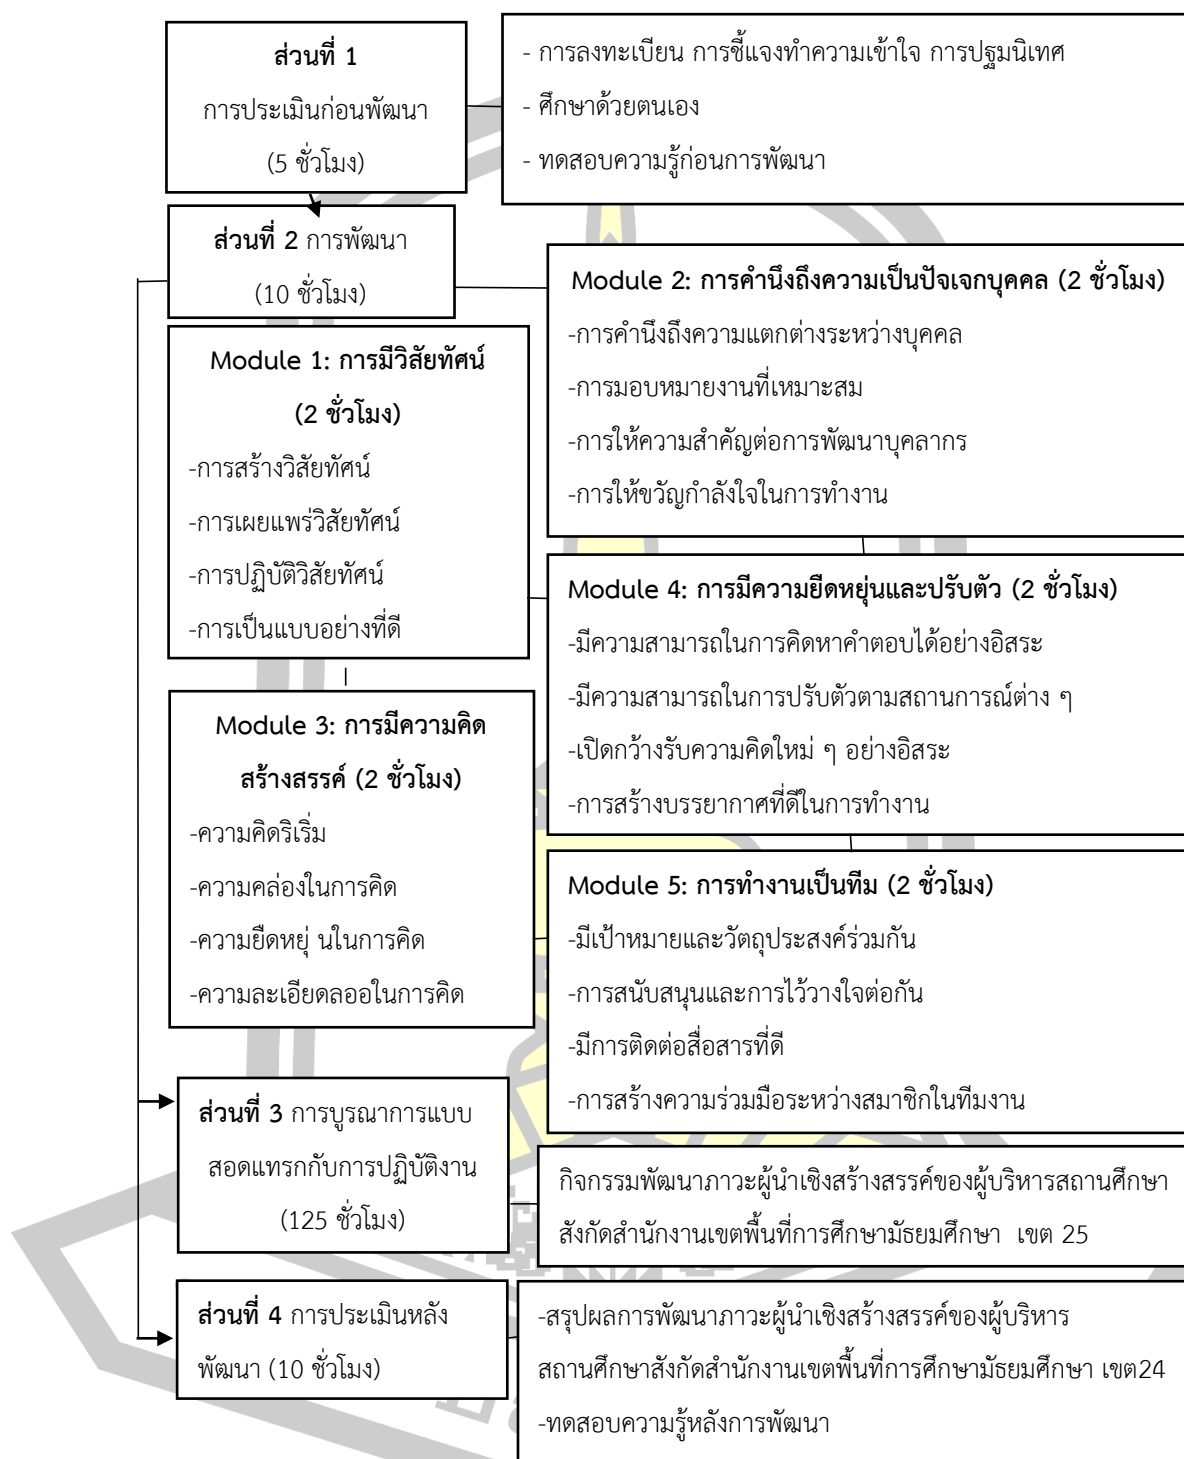 ส่วนที่ 1
การประเมินก่อนพัฒนา
(5 ชั่วโมง)
- การลงทะเบียน การชี้แจงทำความเข้าใจ การปฐมนิเทศ
- ศึกษาด้วยตนเอง
- ทดสอบความรู้ก่อนการพัฒนา
ส่วนที่ 2 การพัฒนา
(10 ชั่วโมง)
Module 1: การมีวิสัยทัศน์
(2 ชั่วโมง)
-การสร้างวิสัยทัศน์
-การเผยแพร่วิสัยทัศน์
-การปฏิบัติวิสัยทัศน์
-การเป็นแบบอย่างที่ดี
Module 2: การคำนึงถึงความเป็นปัจเจกบุคคล (2 ชั่วโมง)
-การคำนึงถึงความแตกต่างระหว่างบุคคล
-การมอบหมายงานที่เหมาะสม
-การให้ความสำคัญต่อการพัฒนาบุคลากร
-การให้ขวัญกำลังใจในการทำงาน
Module 3: การมีความคิด
สร้างสรรค์ (2 ชั่วโมง)
-ความคิดริเริ่ม
-ความคล่องในการคิด
-ความยืดหยุ่ นในการคิด
-ความละเอียดลออในการคิด
Module 4: การมีความยืดหยุ่นและปรับตัว (2 ชั่วโมง)
-มีความสามารถในการคิดหาคำตอบได้อย่างอิสระ
-มีความสามารถในการปรับตัวตามสถานการณ์ต่าง ๆ
-เปิดกว้างรับความคิดใหม่ ๆ อย่างอิสระ
-การสร้างบรรยากาศที่ดีในการทำงาน
Module 5: การทำงานเป็นทีม (2 ชั่วโมง)
-มีเป้าหมายและวัตถุประสงค์ร่วมกัน
-การสนับสนุนและการไว้วางใจต่อกัน
-มีการติดต่อสื่อสารที่ดี
-การสร้างความร่วมมือระหว่างสมาชิกในทีมงาน
ส่วนที่ 3 การบูรณาการแบบ
สอดแทรกกับการปฏิบัติงาน
(125 ชั่วโมง)
กิจกรรมพัฒนาภาวะผู้นำเชิงสร้างสรรค์ของผู้บริหารสถานศึกษา
สังกัดสำนักงานเขตพื้นที่การศึกษามัธยมศึกษา เขต 25
ส่วนที่ 4 การประเมินหลัง
พัฒนา (10 ชั่วโมง)
-สรุปผลการพัฒนาภาวะผู้นำเชิงสร้างสรรค์ของผู้บริหาร
สถานศึกษาสังกัดสำนักงานเขตพื้นที่การศึกษามัธยมศึกษา เขต24
-ทดสอบความรู้หลังการพัฒนา